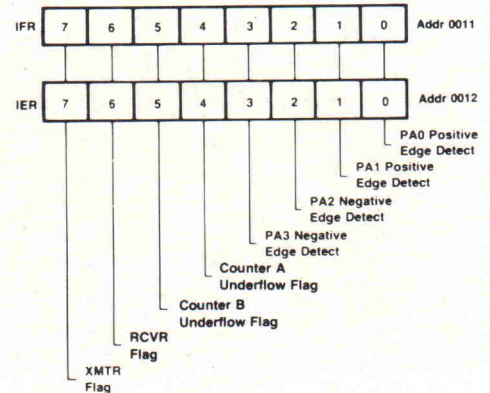 IFR 7 6 5 4 3 2 1 0 Addr 0011
IER 7 6 5 4 3 2 1 0 Addr 0012
PA0 Positive
Edge Detect
PA1 Positive
Edge Detect
PA2 Negative
Edge Detect
PA3 Negative
Edge Detect
Counter A
Underflow Flag
Counter B
Underflow Flag
RCVR
Flag
XMTR
Flag